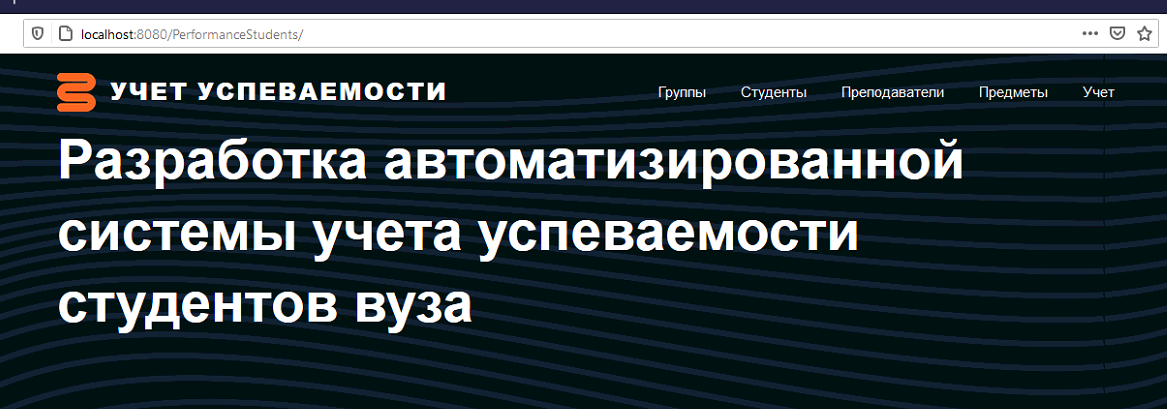 localhost:8080/PerformanceStudents/
УЧЕТ УСПЕВАЕМОСТИ Группы Студенты Преподаватели Предметы Учет
Разработка автоматизированной
системы учета успеваемости
студентов вуза